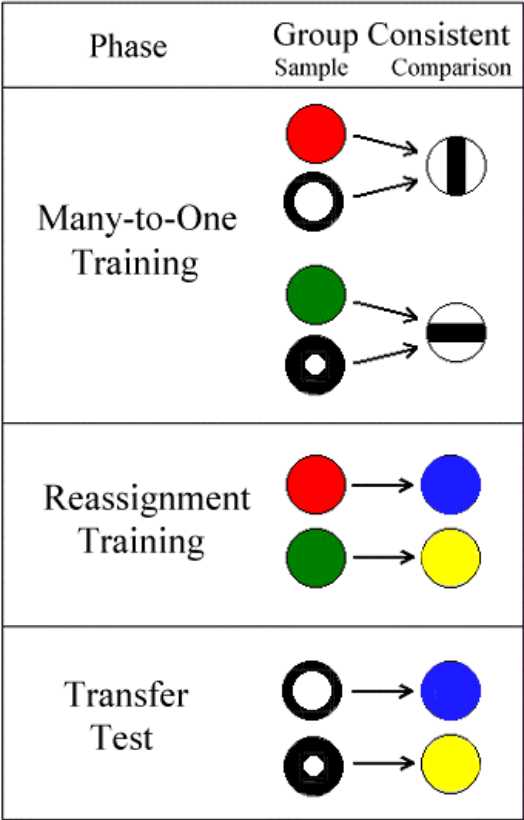 Phase
Group Consistent
Sample Comparison
Many-to-One
Training
Reassignment
Training
Transfer
Test